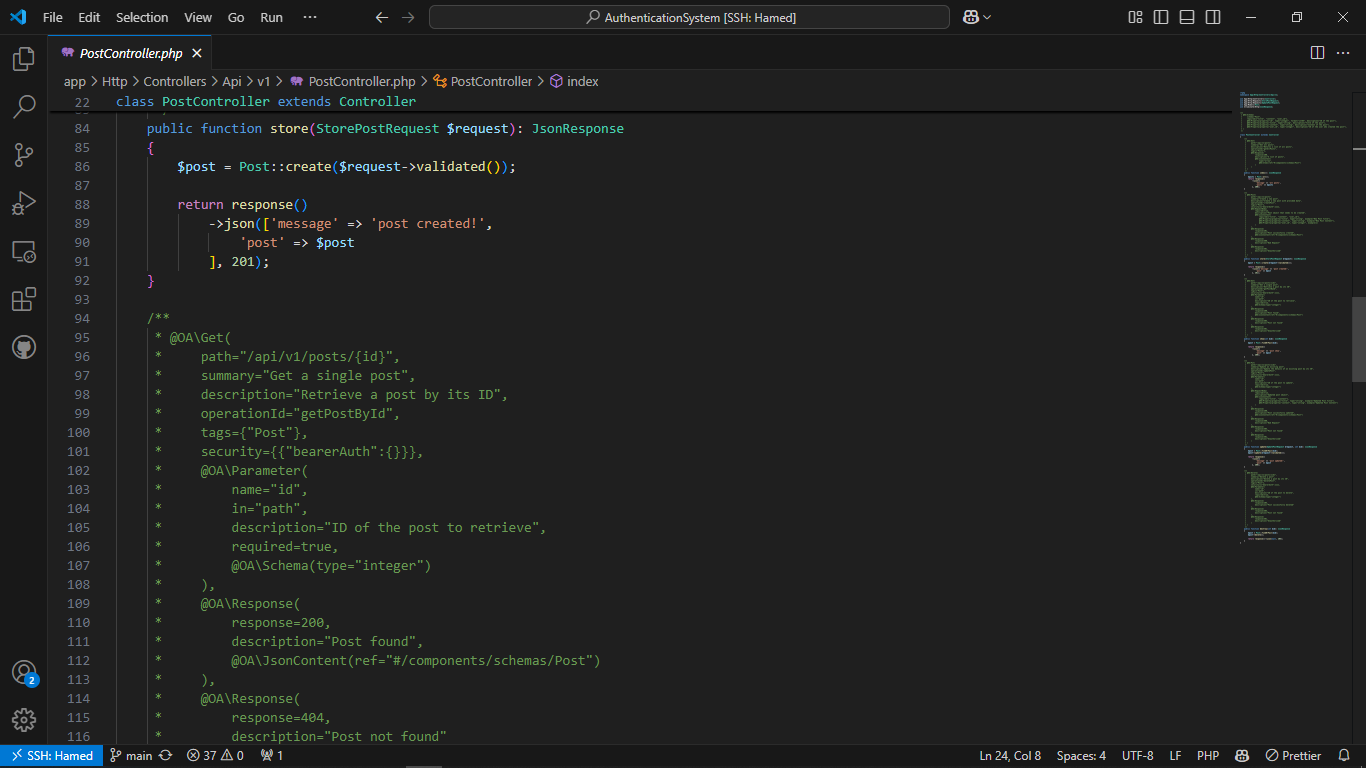 File Edit Selection View Go Run ··· AuthenticationSystem [SSH: Hamed]
PostController.php
app > Http > Controllers > Api > v1 > PostController.php > PostController > index
22 class PostController extends Controller
84 public function store(StorePostRequest $request): JsonResponse
85 {
86 $post = Post::create($request->validated());
87
88 return response()
89 ->json(['message' => 'post created!',
90 'post' => $post
91 ], 201);
92 }
93
94 /**
95 * @OA\Get(
96 * path="/api/v1/posts/{id}",
97 * summary="Get a single post",
98 * description="Retrieve a post by its ID",
99 * operationId="getPostById",
100 * tags={"Post"},
101 * security={{"bearerAuth":{}}},
102 * @OA\Parameter(
103 * name="id",
104 * in="path",
105 * description="ID of the post to retrieve",
106 * required=true,
107 * @OA\Schema(type="integer")
108 * ),
109 * @OA\Response(
110 * response=200,
111 * description="Post found",
112 * @OA\JsonContent(ref="#/components/schemas/Post")
113 * ),
114 * @OA\Response(
115 * response=404,
116 * description="Post not found"
2
SSH: Hamed main 37 0 1 Ln 24, Col 8 Spaces: 4 UTF-8 LF PHP Prettier